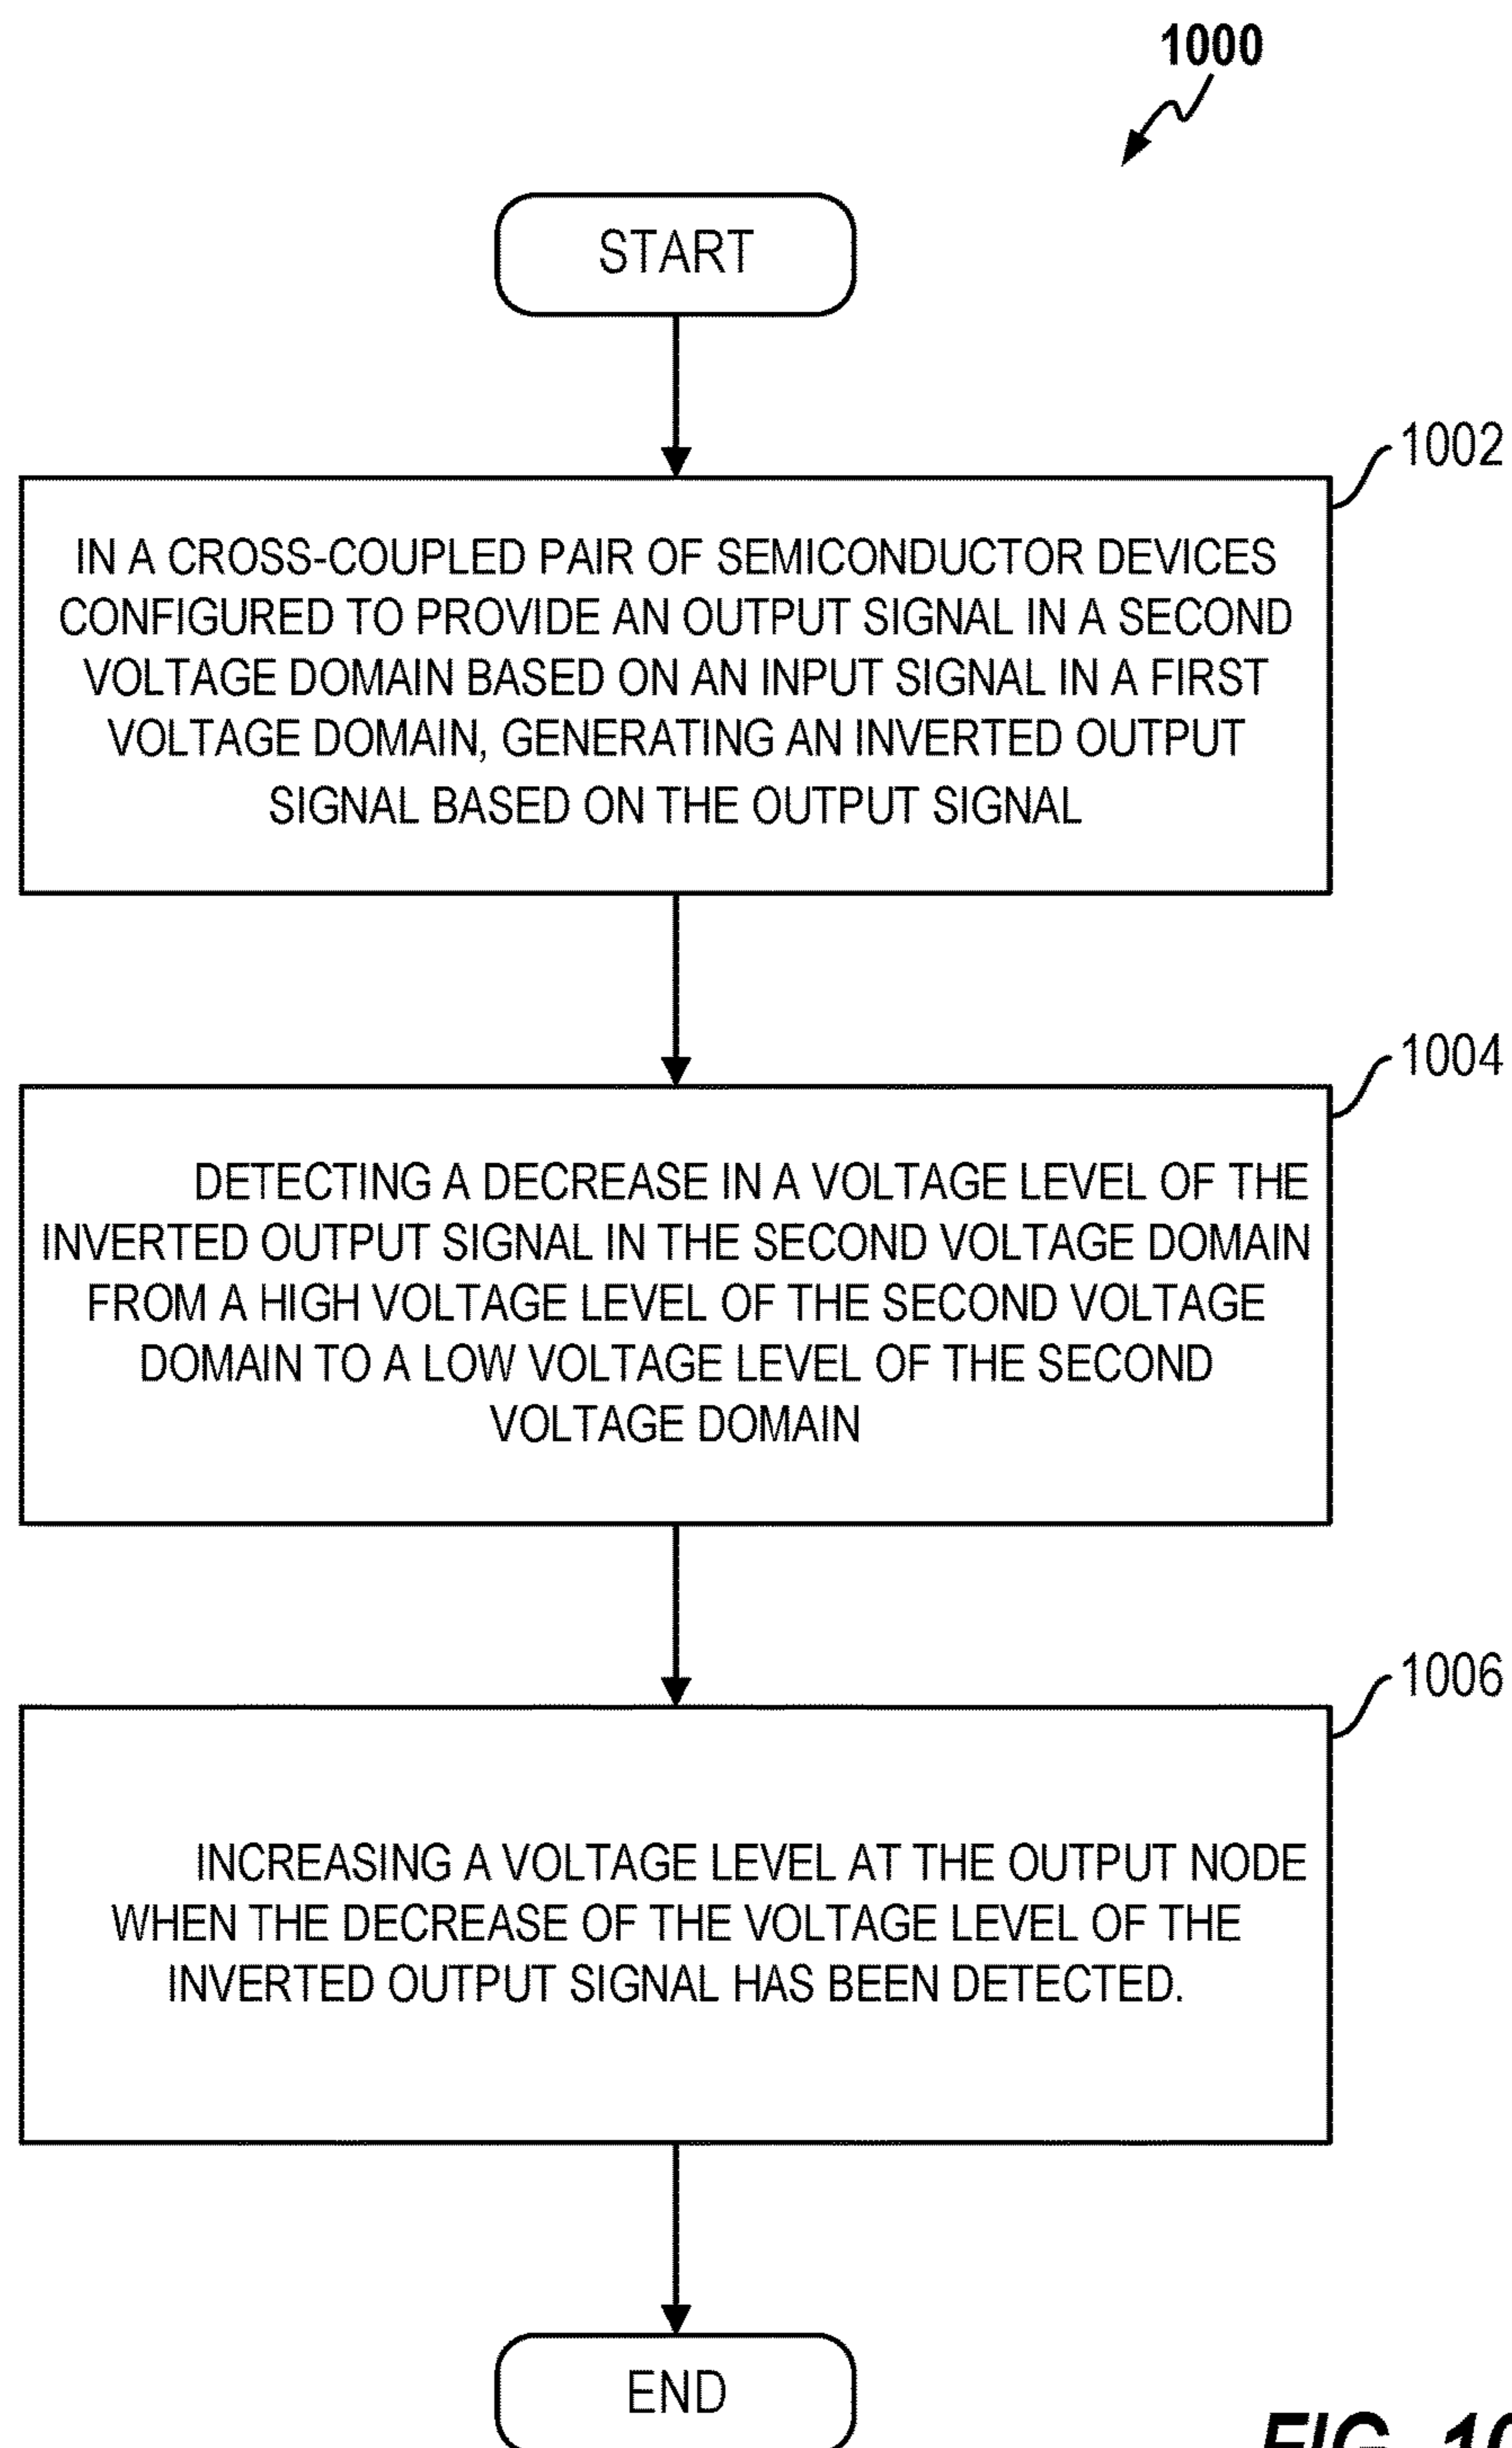 1000
START
1002
IN A CROSS-COUPLED PAIR OF SEMICONDUCTOR DEVICES
CONFIGURED TO PROVIDE AN OUTPUT SIGNAL IN A SECOND
VOLTAGE DOMAIN BASED ON AN INPUT SIGNAL IN A FIRST
VOLTAGE DOMAIN, GENERATING AN INVERTED OUTPUT
SIGNAL BASED ON THE OUTPUT SIGNAL
1004
DETECTING A DECREASE IN A VOLTAGE LEVEL OF THE
INVERTED OUTPUT SIGNAL IN THE SECOND VOLTAGE DOMAIN
FROM A HIGH VOLTAGE LEVEL OF THE SECOND VOLTAGE
DOMAIN TO A LOW VOLTAGE LEVEL OF THE SECOND
VOLTAGE DOMAIN
1006
INCREASING A VOLTAGE LEVEL AT THE OUTPUT NODE
WHEN THE DECREASE OF THE VOLTAGE LEVEL OF THE
INVERTED OUTPUT SIGNAL HAS BEEN DETECTED.
END
FIG. 10